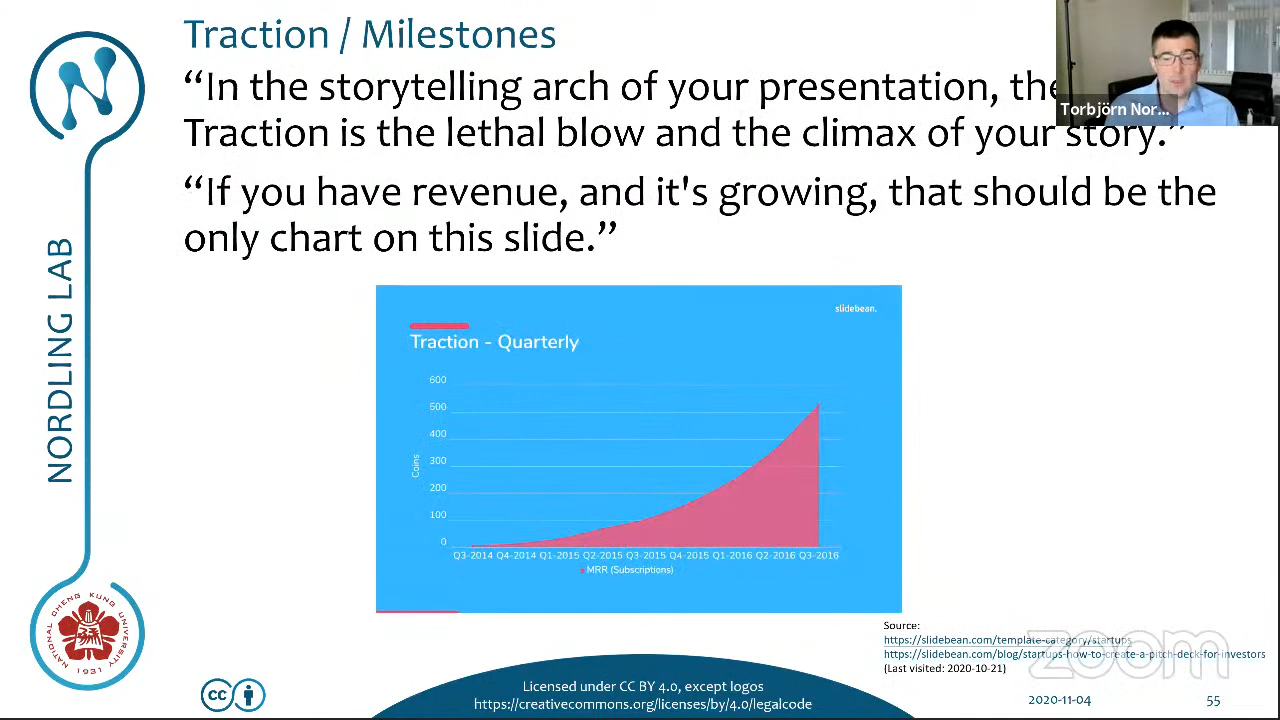 Traction / Milestones
“In the storytelling arch of your presentation, the
Traction is the lethal blow and the climax of your story.”
“If you have revenue, and it's growing, that should be the
only chart on this slide.”
Torbjörn Nor...
NORDLING LAB
slidebean.
Traction - Quarterly
600
500
400
300
200
100
0
Coins
Q3-2014 Q4-2014 Q1-2015 Q2-2015 Q3-2015 Q4-2015 Q1-2016 Q2-2016 Q3-2016
MRR (Subscriptions)
NATIONAL CHENG KUNG UNIVERSITY
1931
Source:
https://slidebean.com/template-category/startups
https://slidebean.com/blog/startups-how-to-create-a-pitch-deck-for-investors
(Last visited: 2020-10-21)
zoom
cc
Licensed under CC BY 4.0, except logos
https://creativecommons.org/licenses/by/4.0/legalcode
2020-11-04
55